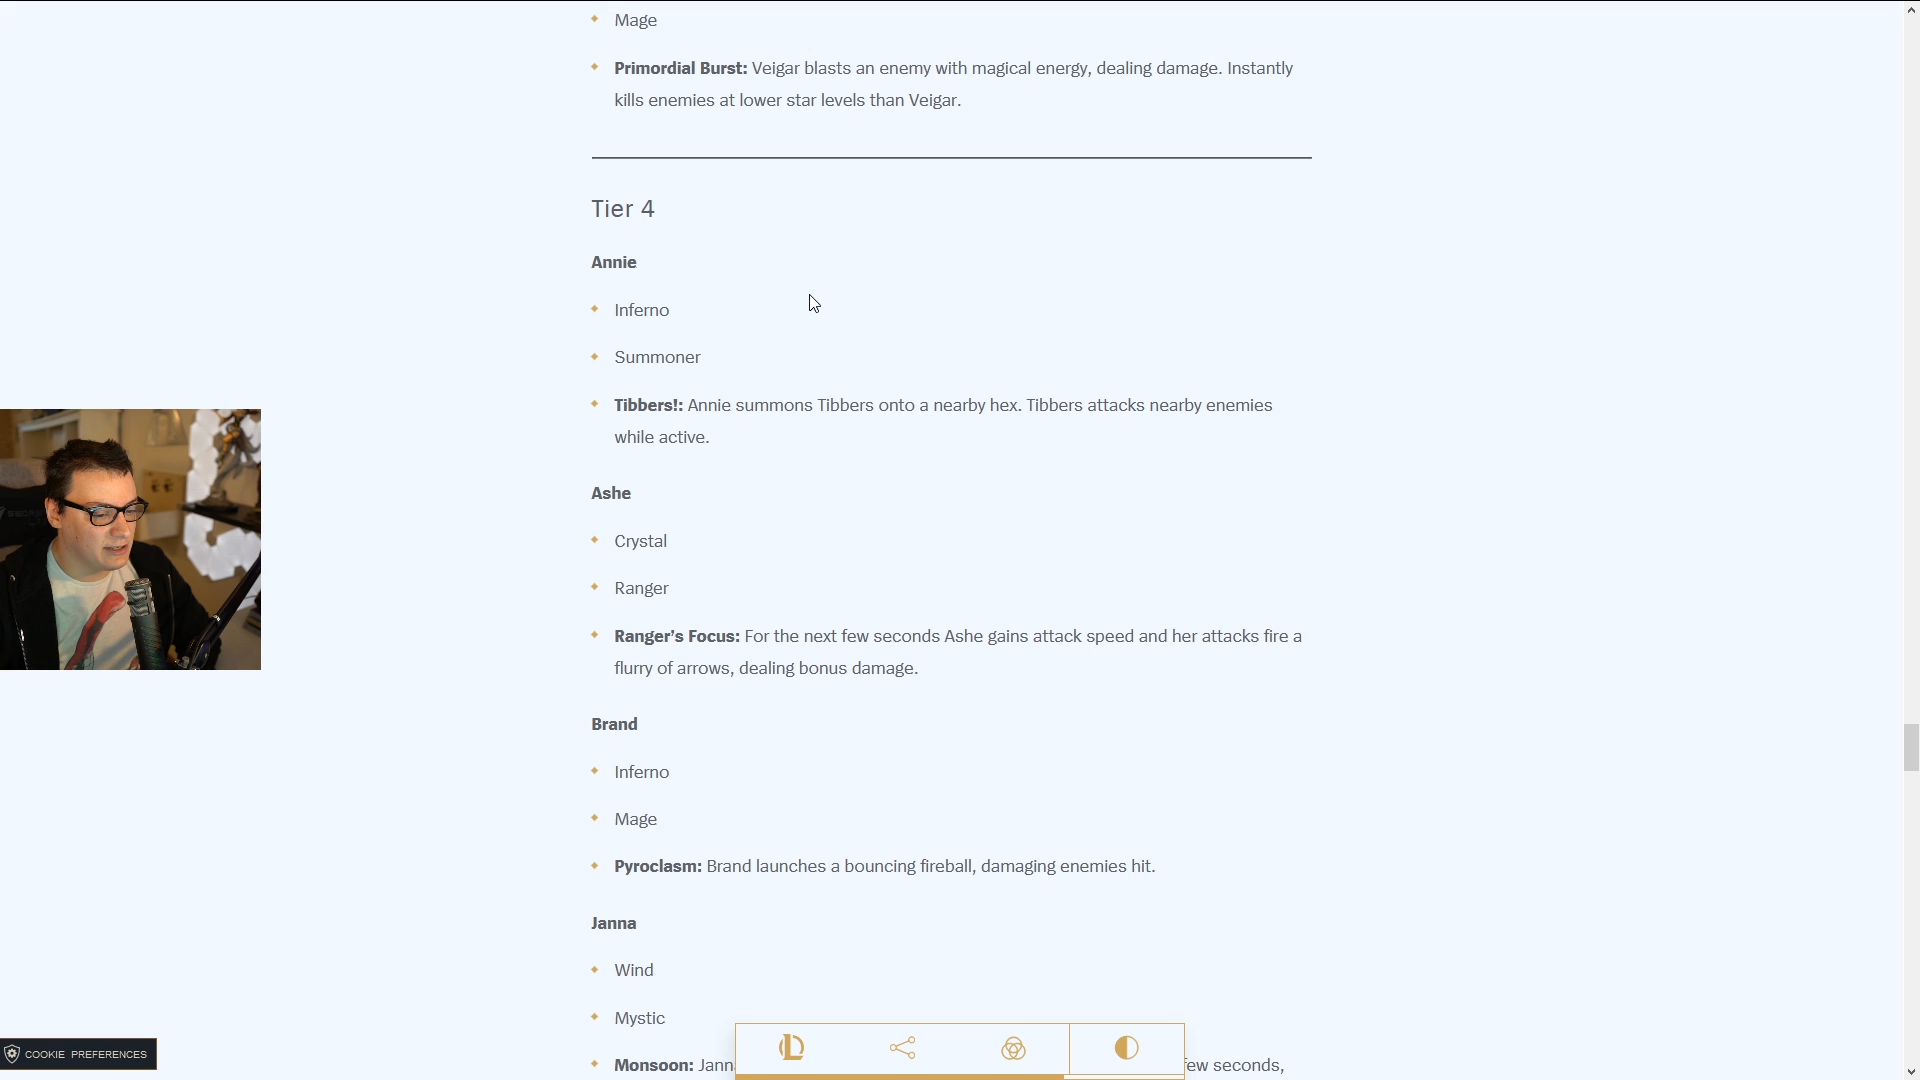 Mage
Primordial Burst: Veigar blasts an enemy with magical energy, dealing damage. Instantly
kills enemies at lower star levels than Veigar.
Tier 4
Annie
Inferno
Summoner
Tibbers!: Annie summons Tibbers onto a nearby hex. Tibbers attacks nearby enemies
while active.
Ashe
Crystal
Ranger
Ranger's Focus: For the next few seconds Ashe gains attack speed and her attacks fire a
flurry of arrows, dealing bonus damage.
Brand
Inferno
Mage
Pyroclasm: Brand launches a bouncing fireball, damaging enemies hit.
Janna
Wind
Mystic
Monsoon: few seconds,
COOKIE PREFERENCES